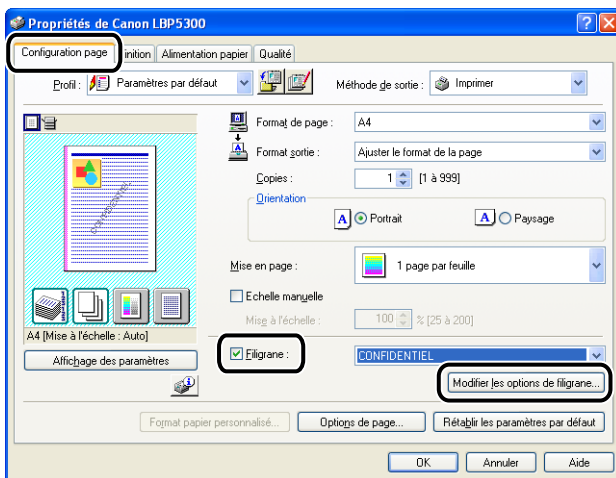 Propriétés de Canon LBP5300
Configuration page inition Alimentation papier Qualité
Profil : Paramètres par défaut Méthode de sortie : Imprimer
Format de page : A4
Format sortie : Ajuster le format de la page
Copies : 1 [1 à 999]
Orientation
A Portrait A Paysage
Mise en page : 1 page par feuille
Echelle manuelle
Mise à l'échelle : 100 % [25 à 200]
CONFIDENTIEL
A4 [Mise à l'échelle : Auto]
Affichage des paramètres
Filigrane : CONFIDENTIEL
Modifier les options de filigrane...
Format papier personnalisé... Options de page... Rétablir les paramètres par défaut
OK Annuler Aide